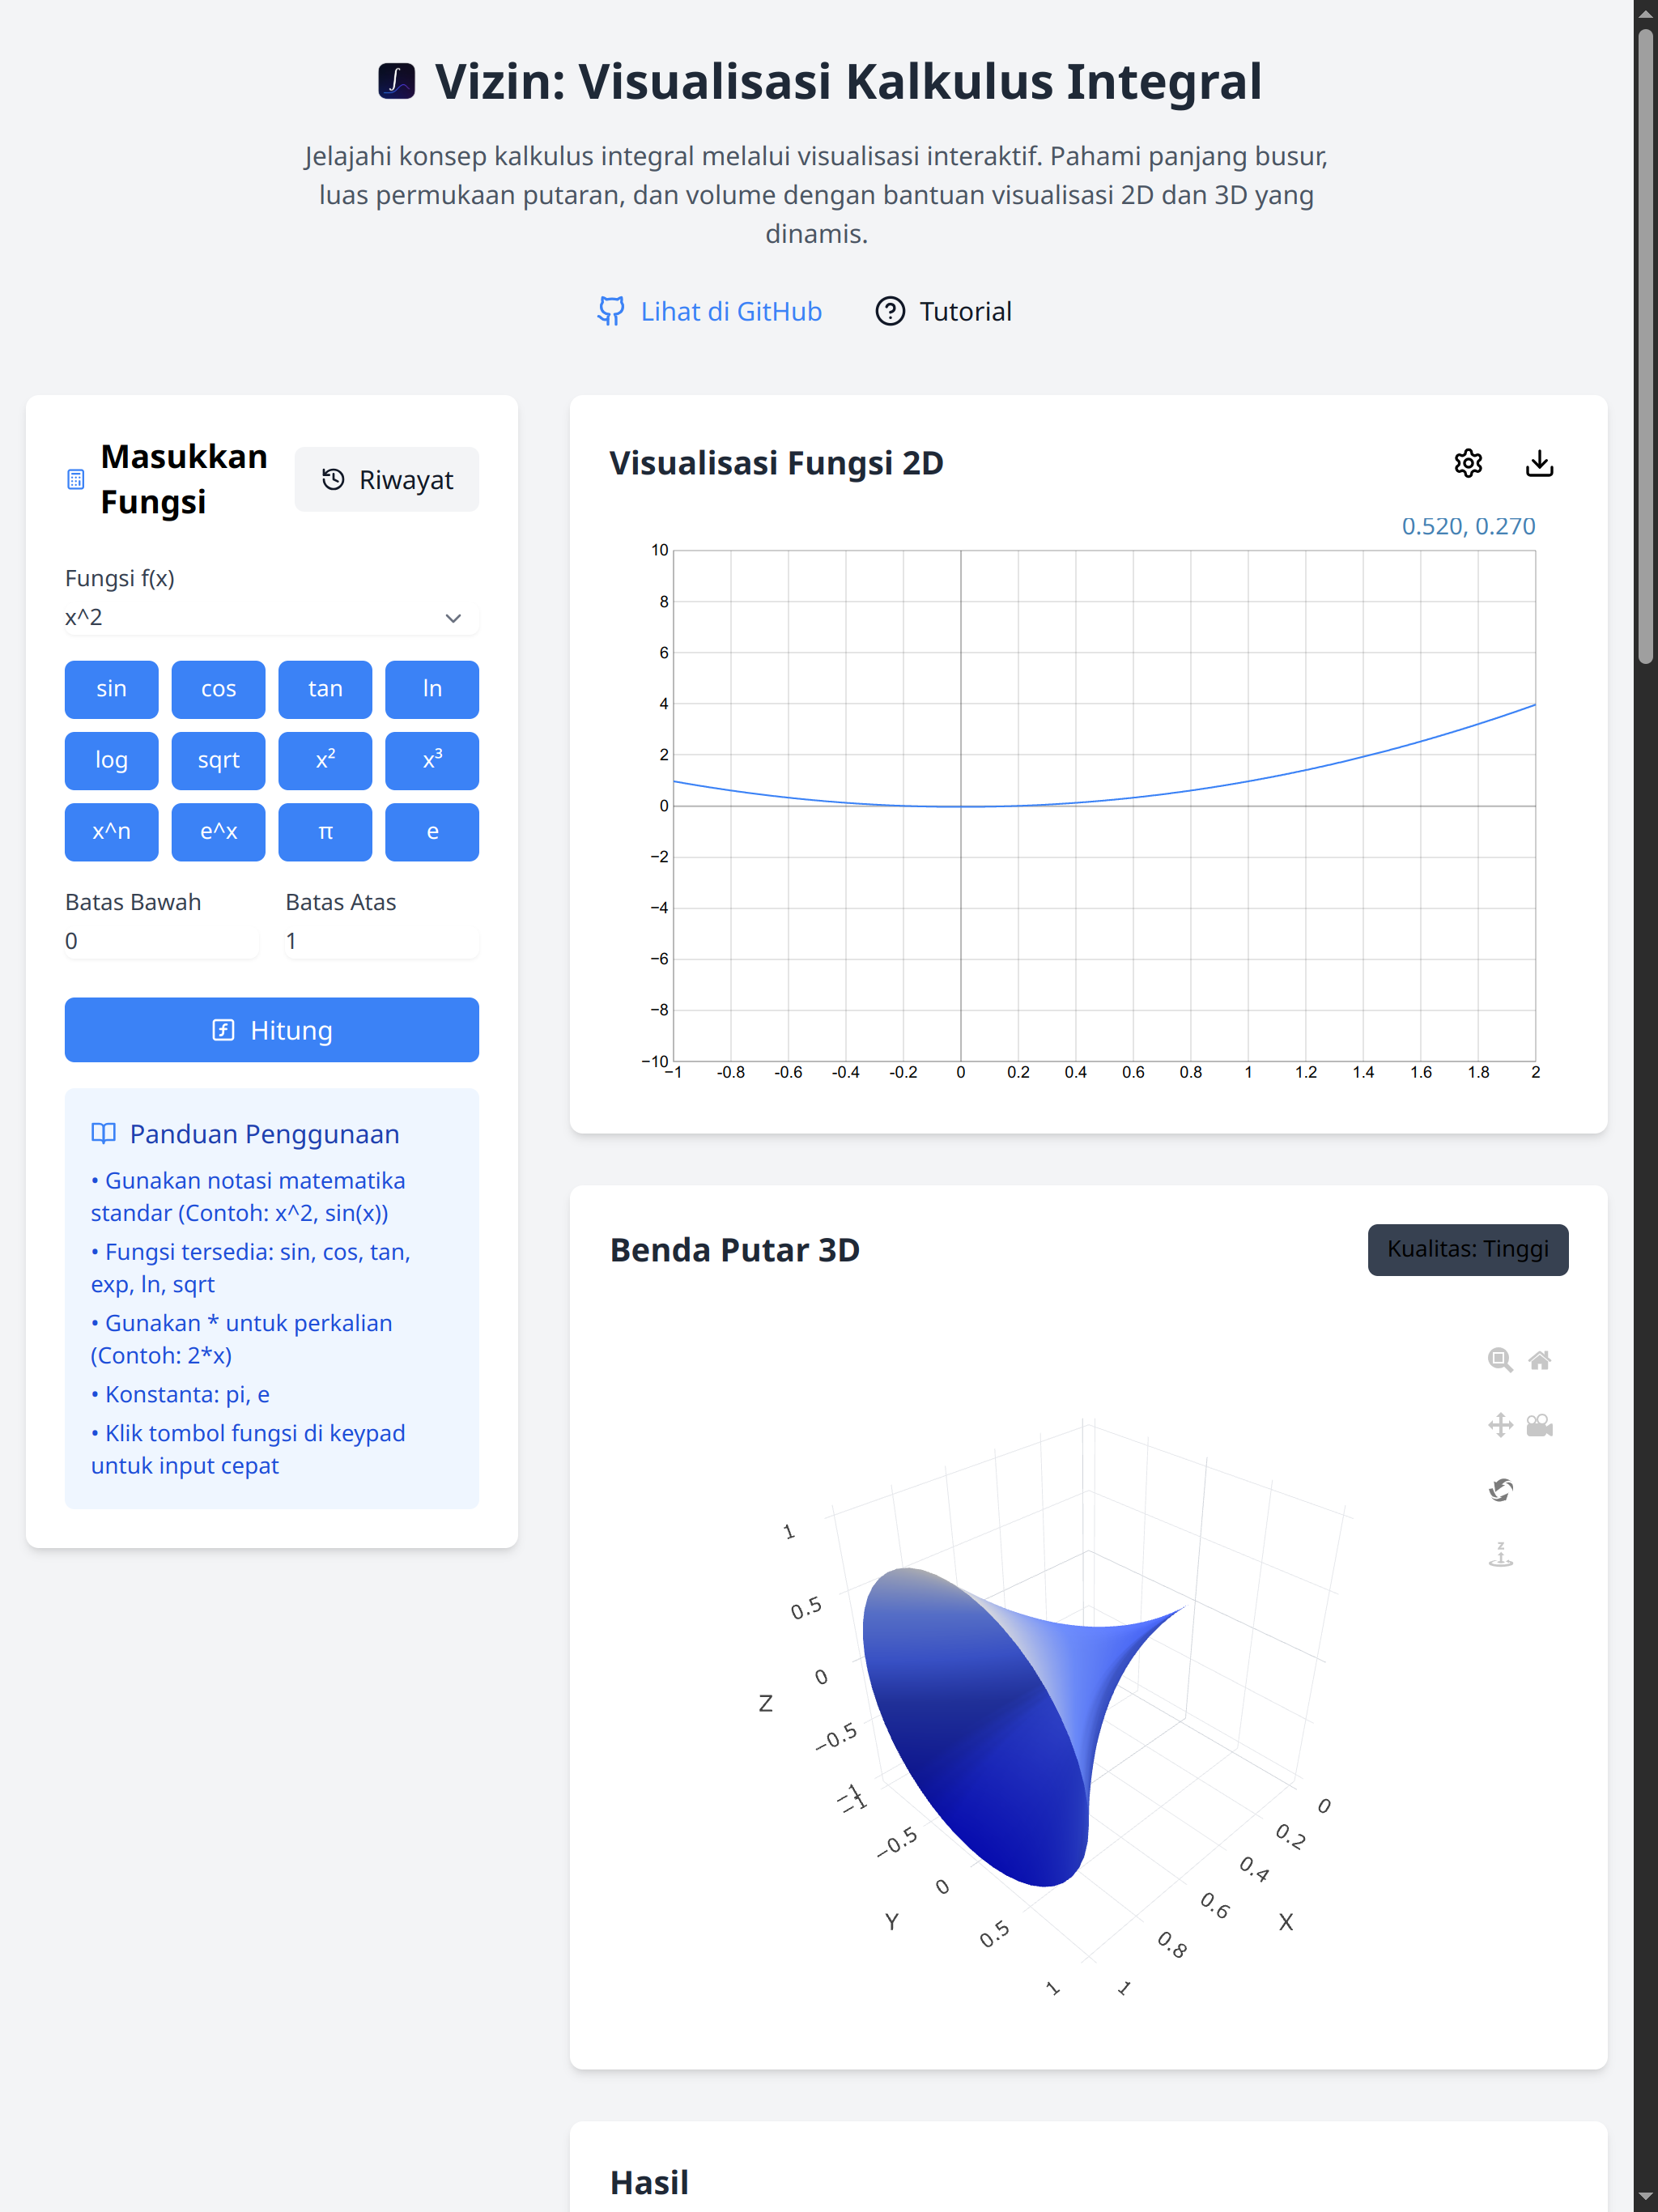 Vizin: Visualisasi Kalkulus Integral
Jelajahi konsep kalkulus integral melalui visualisasi interaktif. Pahami panjang busur,
luas permukaan putaran, dan volume dengan bantuan visualisasi 2D dan 3D yang
dinamis.
Lihat di GitHub
Tutorial
Masukkan
Fungsi
Riwayat
Fungsi f(x)
x^2
sin cos tan ln
log sqrt x² x³
x^n e^x π e
Batas Bawah
Batas Atas
0
1
Hitung
Panduan Penggunaan
• Gunakan notasi matematika
standar (Contoh: x^2, sin(x))
• Fungsi tersedia: sin, cos, tan,
exp, ln, sqrt
• Gunakan * untuk perkalian
(Contoh: 2*x)
• Konstanta: pi, e
• Klik tombol fungsi di keypad
untuk input cepat
Visualisasi Fungsi 2D
0.520, 0.270
10
8
6
4
2
0
−2
−4
−6
−8
−10
−1 -0.8 -0.6 -0.4 -0.2 0 0.2 0.4 0.6 0.8 1 1.2 1.4 1.6 1.8 2
Benda Putar 3D
Kualitas: Tinggi
1
0.5
0
Z
−0.5
−1
−1
−0.5
0
Y
0.5
1
0
0.2
0.4
0.6
X
0.8
1
Hasil